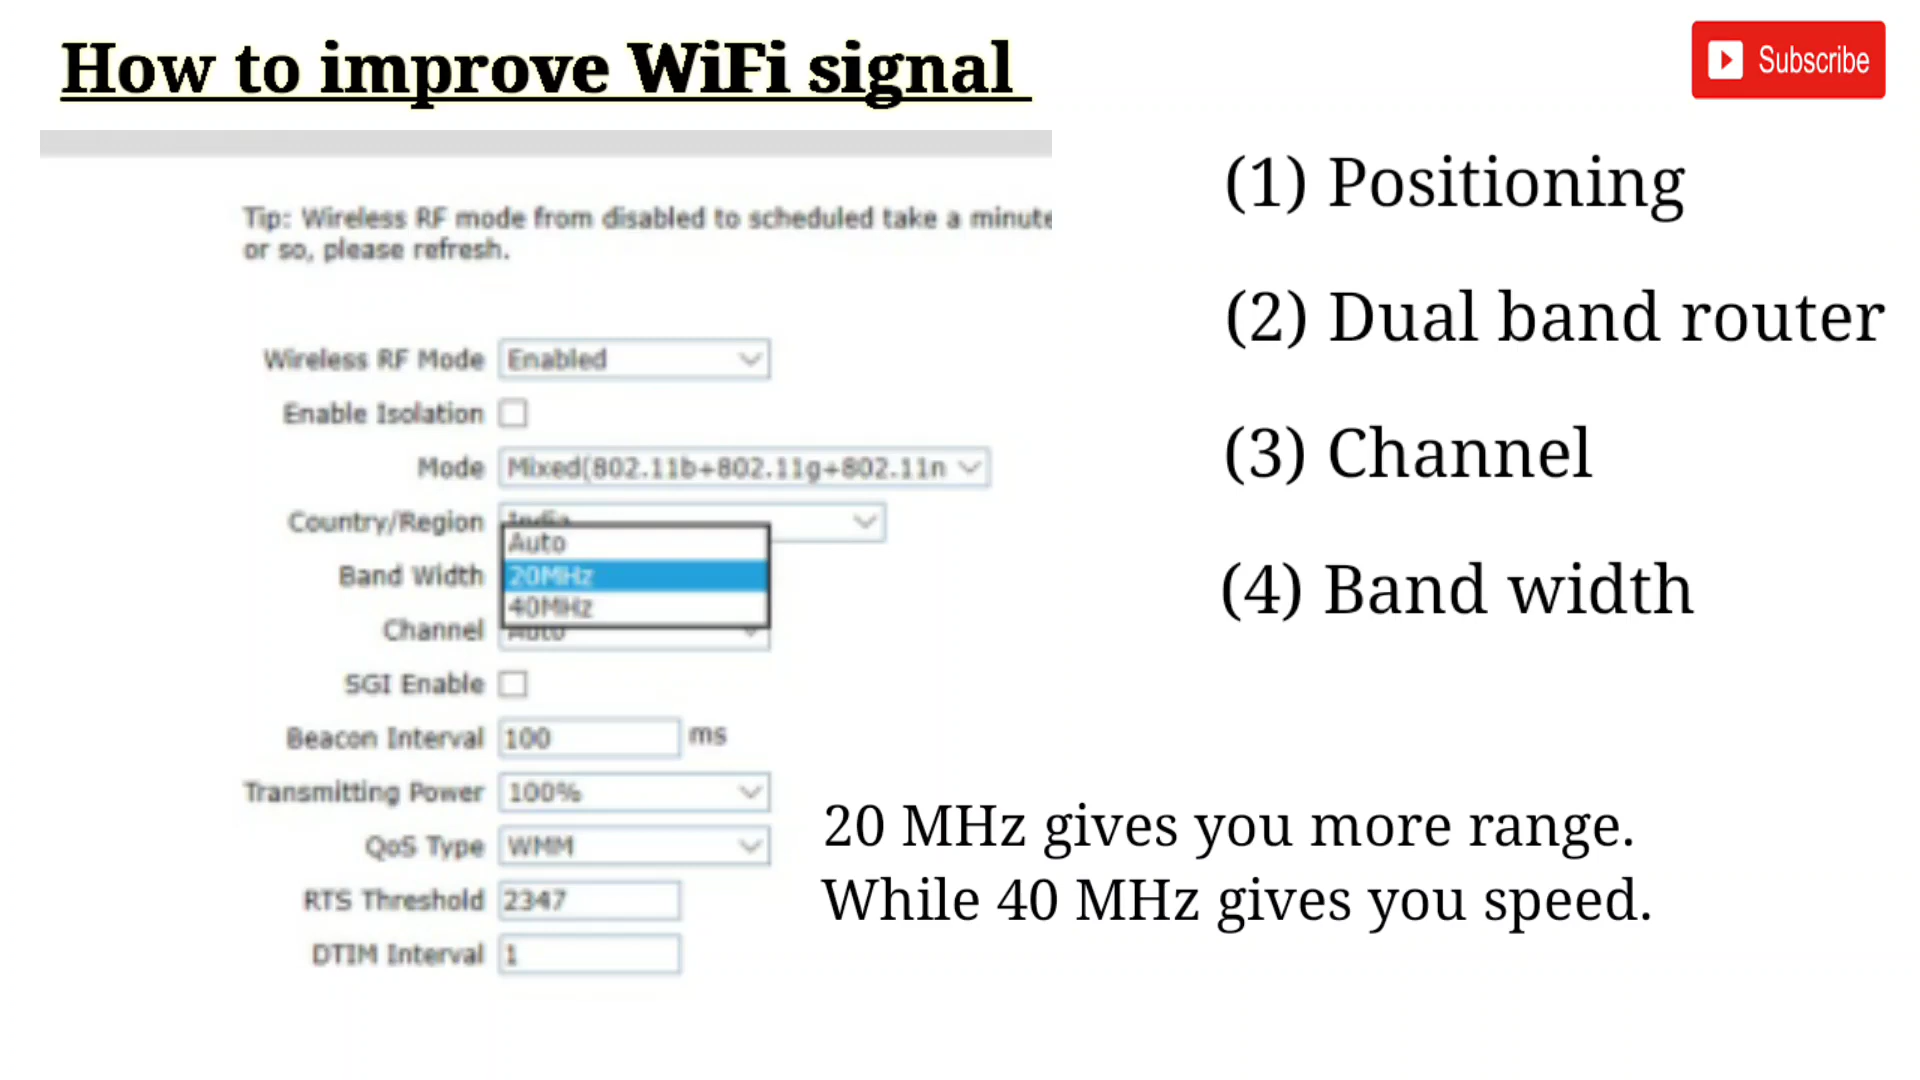 How to improve WiFi signal
Subscribe
Tip: Wireless RF mode from disabled to scheduled take a minute
or so, please refresh.
Wireless RF Mode Enabled
Enable Isolation
Mode Mixed(802.11b+802.11g+802.11n
Country/Region India
Auto
Band Width 20MHz
40MHz
Channel Auto
SGI Enable
Beacon Interval 100 ms
Transmitting Power 100%
QoS Type WMM
RTS Threshold 2347
DTIM Interval 1
(1) Positioning
(2) Dual band router
(3) Channel
(4) Band width
20 MHz gives you more range.
While 40 MHz gives you speed.